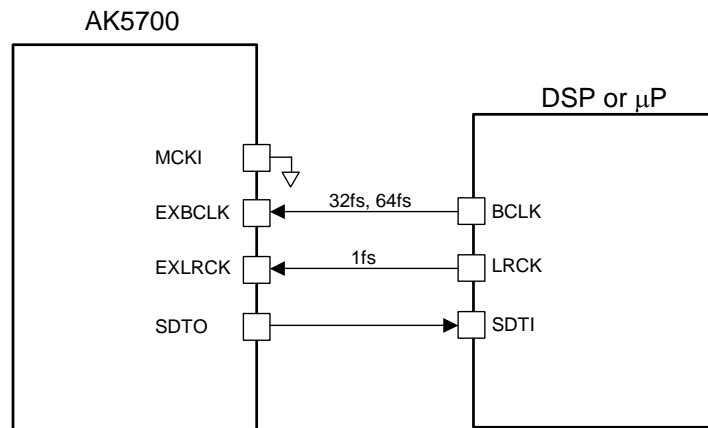 AK5700
DSP or μP
MCKI
EXBCLK
32fs, 64fs
BCLK
EXLRCK
1fs
LRCK
SDTO
SDTI